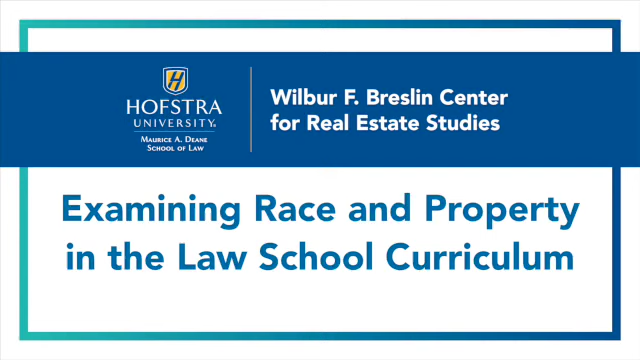 H
HOFSTRA
UNIVERSITY®
MAURICE A. DEANE
SCHOOL OF LAW
Wilbur F. Breslin Center
for Real Estate Studies
Examining Race and Property
in the Law School Curriculum